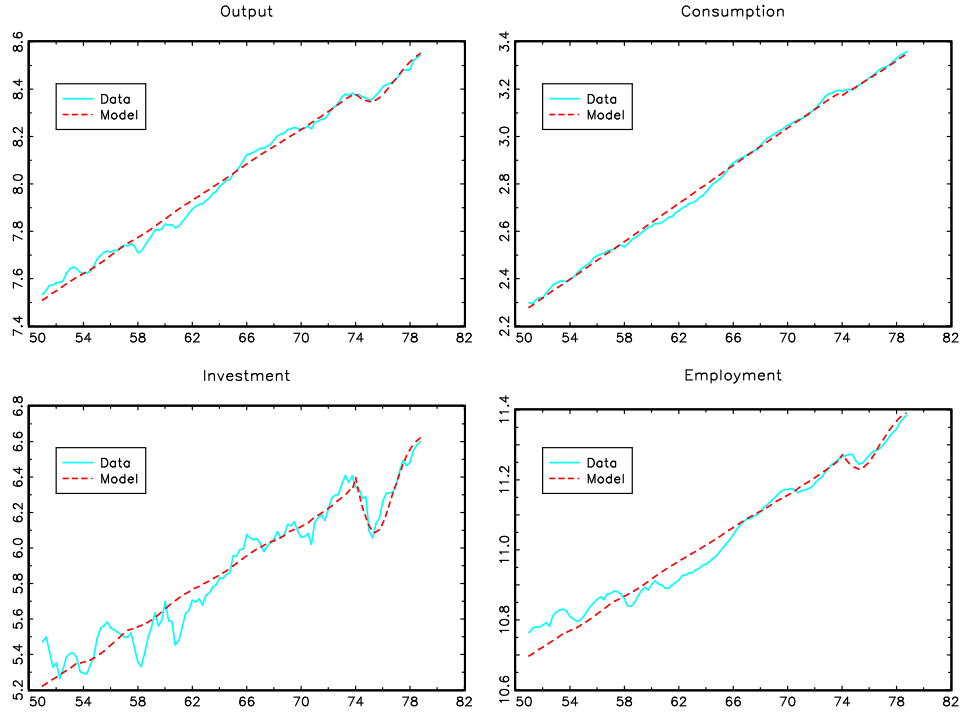 Output
8.6
8.4
8.2
8.0
7.8
7.6
7.4
Data
Model
50 54 58 62 66 70 74 78 82
Consumption
3.4
3.2
3.0
2.8
2.6
2.4
2.2
Data
Model
50 54 58 62 66 70 74 78 82
Investment
6.8
6.6
6.4
6.2
6.0
5.8
5.6
5.4
5.2
Data
Model
50 54 58 62 66 70 74 78 82
Employment
11.4
11.2
11.0
10.8
10.6
Data
Model
50 54 58 62 66 70 74 78 82